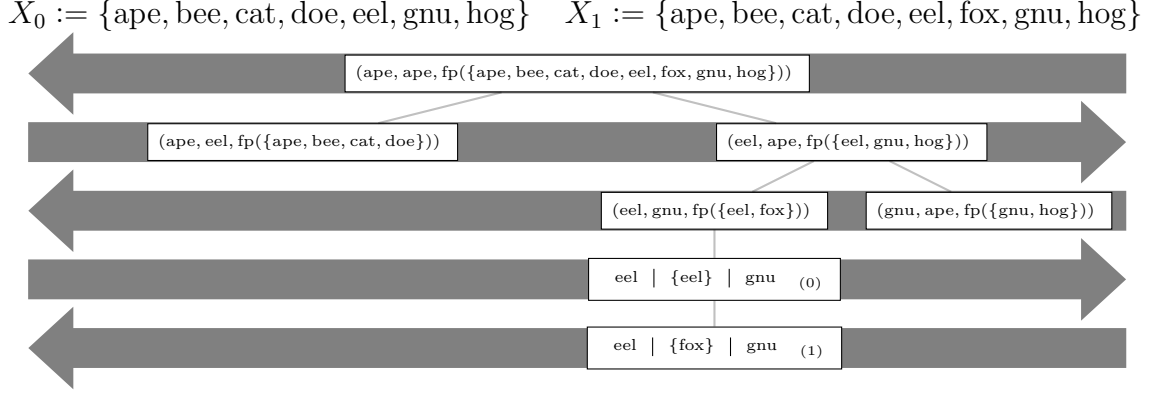 X₀ := {ape, bee, cat, doe, eel, gnu, hog} X₁ := {ape, bee, cat, doe, eel, fox, gnu, hog}
(ape, ape, fp({ape, bee, cat, doe, eel, fox, gnu, hog}))
(ape, eel, fp({ape, bee, cat, doe})) (eel, ape, fp({eel, gnu, hog}))
(eel, gnu, fp({eel, fox})) (gnu, ape, fp({gnu, hog}))
eel | {eel} | gnu (0)
eel | {fox} | gnu (1)